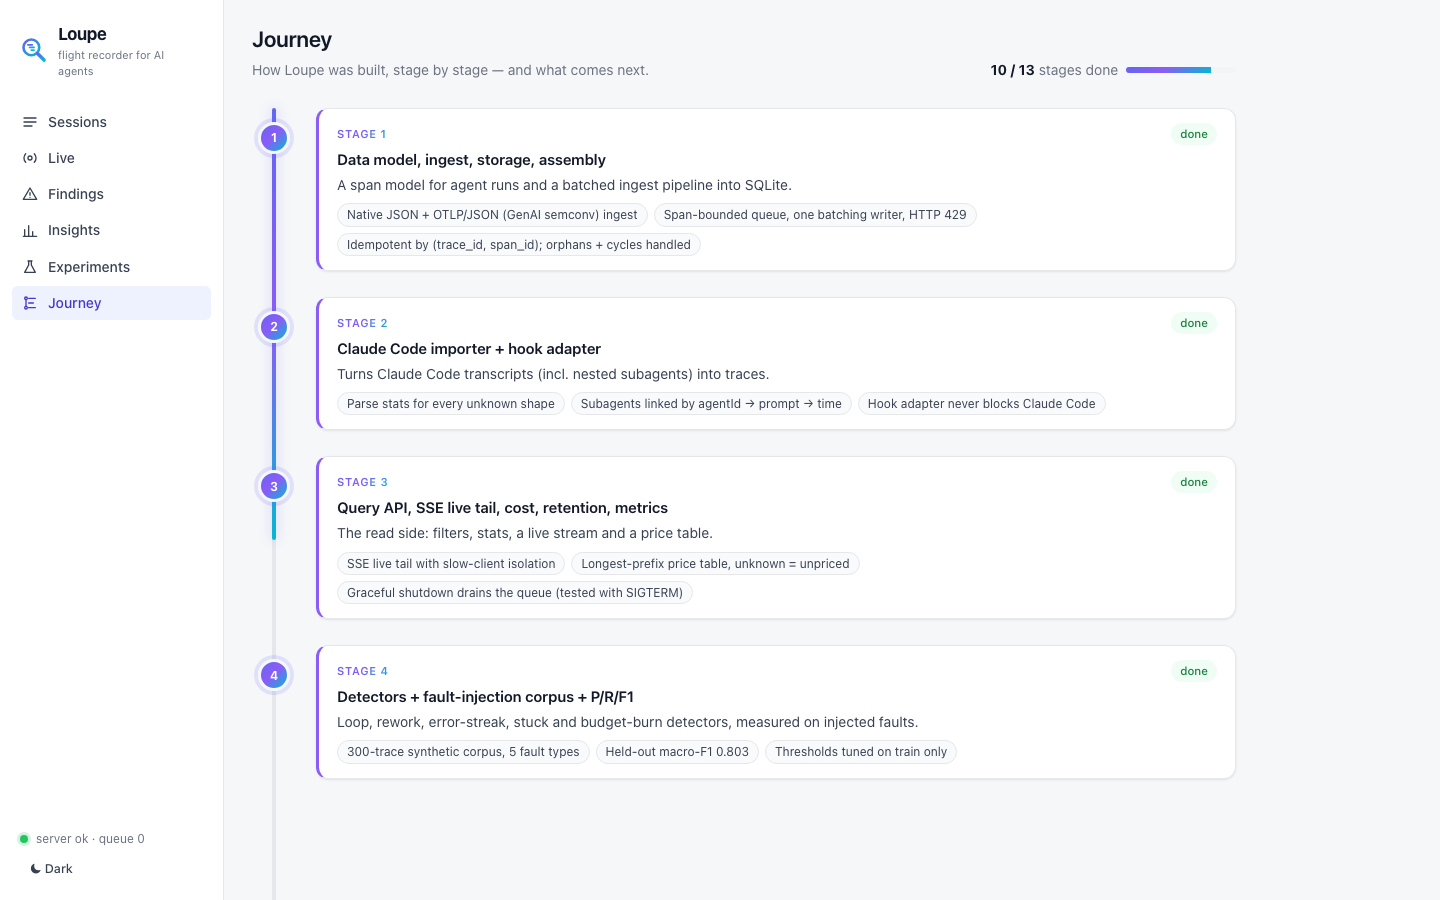 Loupe
flight recorder for AI
agents
Sessions
Live
Findings
Insights
Experiments
Journey
server ok · queue 0
Dark
Journey
How Loupe was built, stage by stage — and what comes next.
10 / 13 stages done
1
STAGE 1
done
Data model, ingest, storage, assembly
A span model for agent runs and a batched ingest pipeline into SQLite.
Native JSON + OTLP/JSON (GenAI semconv) ingest
Span-bounded queue, one batching writer, HTTP 429
Idempotent by (trace_id, span_id); orphans + cycles handled
2
STAGE 2
done
Claude Code importer + hook adapter
Turns Claude Code transcripts (incl. nested subagents) into traces.
Parse stats for every unknown shape
Subagents linked by agentId → prompt → time
Hook adapter never blocks Claude Code
3
STAGE 3
done
Query API, SSE live tail, cost, retention, metrics
The read side: filters, stats, a live stream and a price table.
SSE live tail with slow-client isolation
Longest-prefix price table, unknown = unpriced
Graceful shutdown drains the queue (tested with SIGTERM)
4
STAGE 4
done
Detectors + fault-injection corpus + P/R/F1
Loop, rework, error-streak, stuck and budget-burn detectors, measured on injected faults.
300-trace synthetic corpus, 5 fault types
Held-out macro-F1 0.803
Thresholds tuned on train only